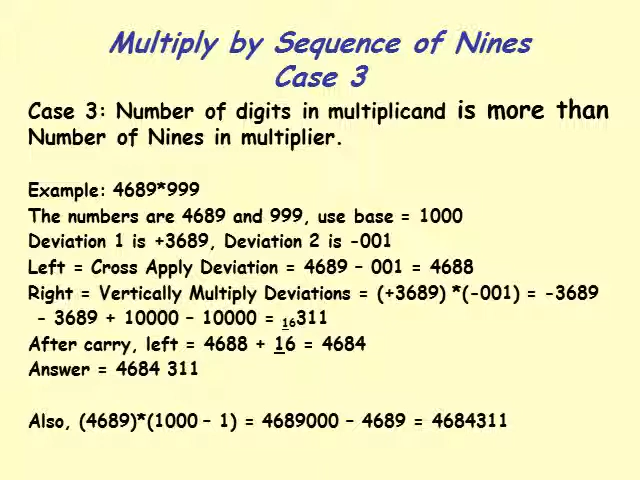 Multiply by Sequence of Nines
Case 3
Case 3: Number of digits in multiplicand is more than
Number of Nines in multiplier.
Example: 4689*999
The numbers are 4689 and 999, use base = 1000
Deviation 1 is +3689, Deviation 2 is -001
Left = Cross Apply Deviation = 4689 – 001 = 4688
Right = Vertically Multiply Deviations = (+3689) *(-001) = -3689
- 3689 + 10000 – 10000 = 16311
After carry, left = 4688 + 16 = 4684
Answer = 4684 311
Also, (4689)*(1000 – 1) = 4689000 – 4689 = 4684311